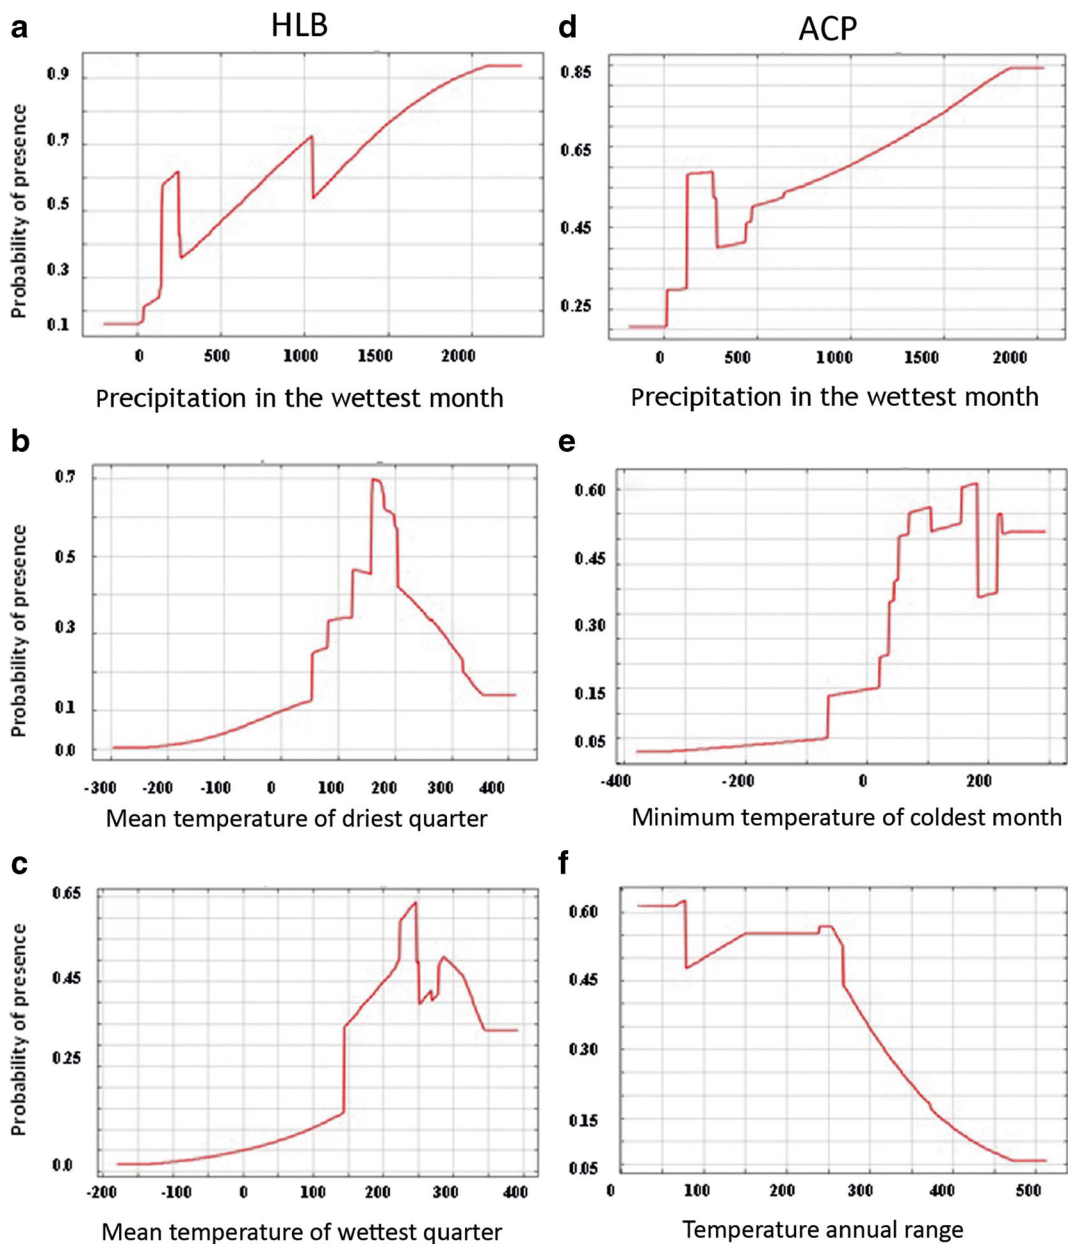 a HLB
Probability of presence
0.9
0.7
0.5
0.3
0.1
0 500 1000 1500 2000
Precipitation in the wettest month
d ACP
0.85
0.65
0.45
0.25
0 500 1000 1500 2000
Precipitation in the wettest month
b
Probability of presence
0.7
0.5
0.3
0.1
0.0
-300 -200 -100 0 100 200 300 400
Mean temperature of driest quarter
e
0.60
0.45
0.30
0.15
0.05
-400 -200 0 200
Minimum temperature of coldest month
c
Probability of presence
0.65
0.45
0.25
0.0
-200 -100 0 100 200 300 400
Mean temperature of wettest quarter
f
0.60
0.45
0.30
0.15
0.05
0 100 200 300 400 500
Temperature annual range